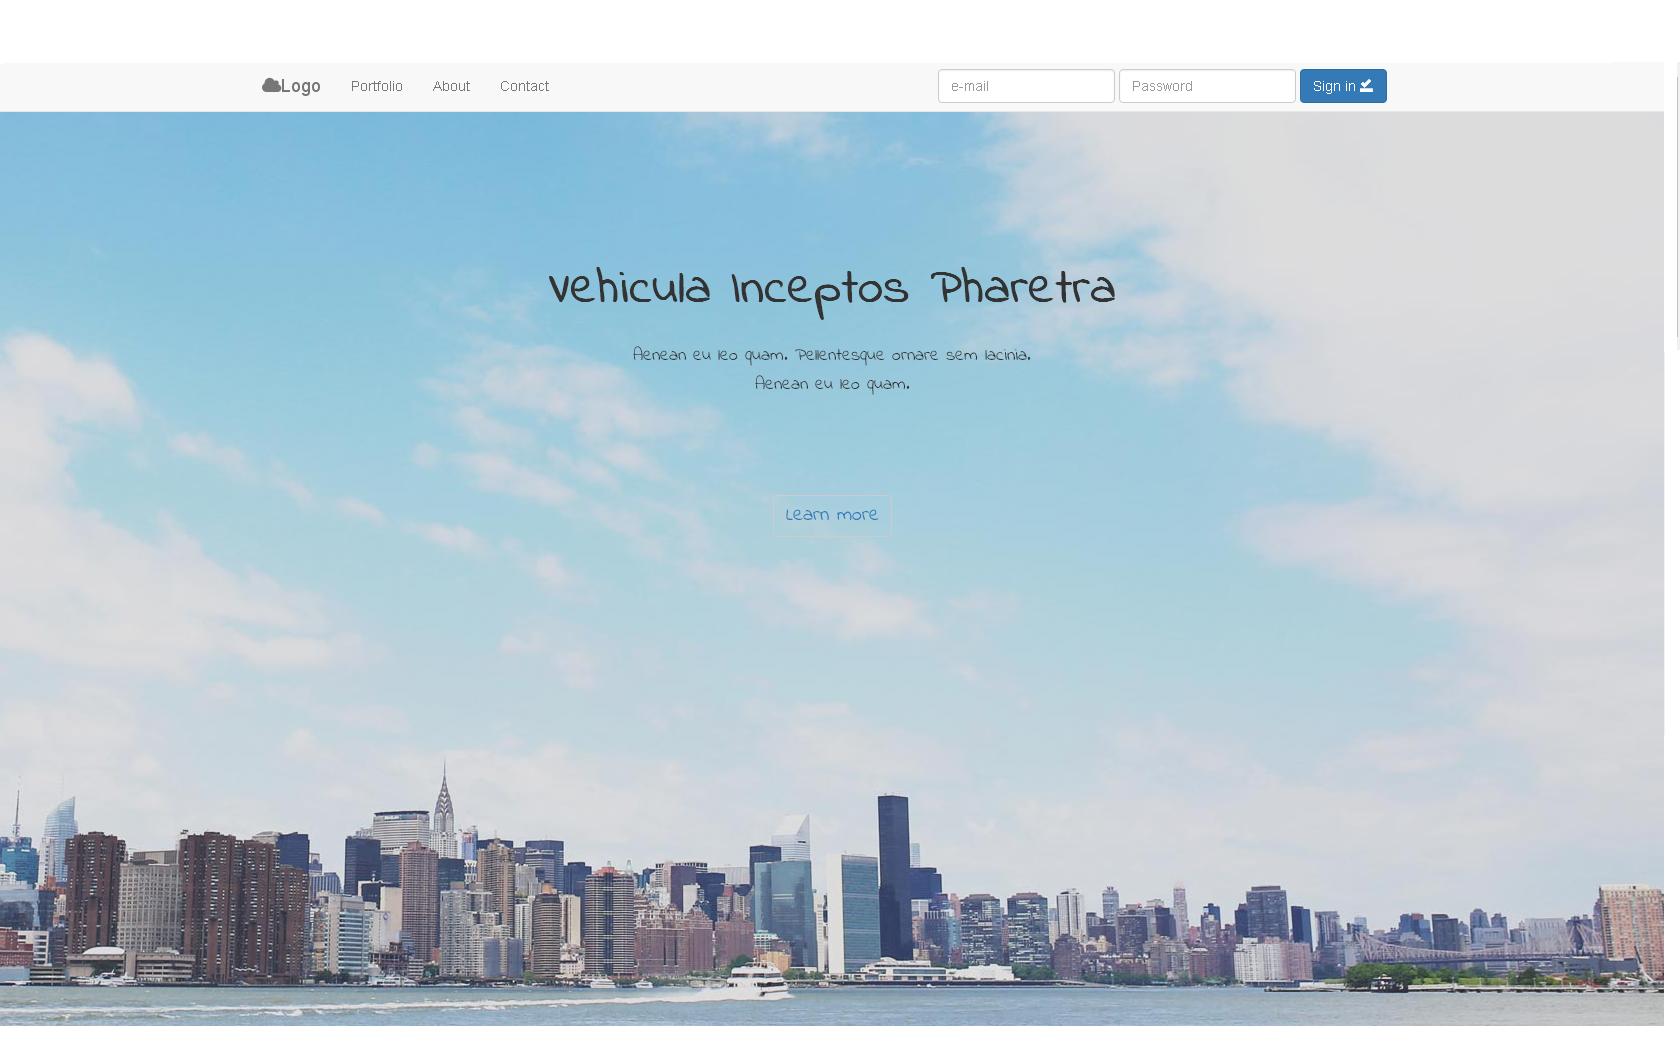 Logo Portfolio About Contact e-mail Password Sign in
Vehicula Inceptos Pharetra
Aenean eu leo quam. Pellentesque ornare sem lacinia.
Aenean eu leo quam.
Learn more